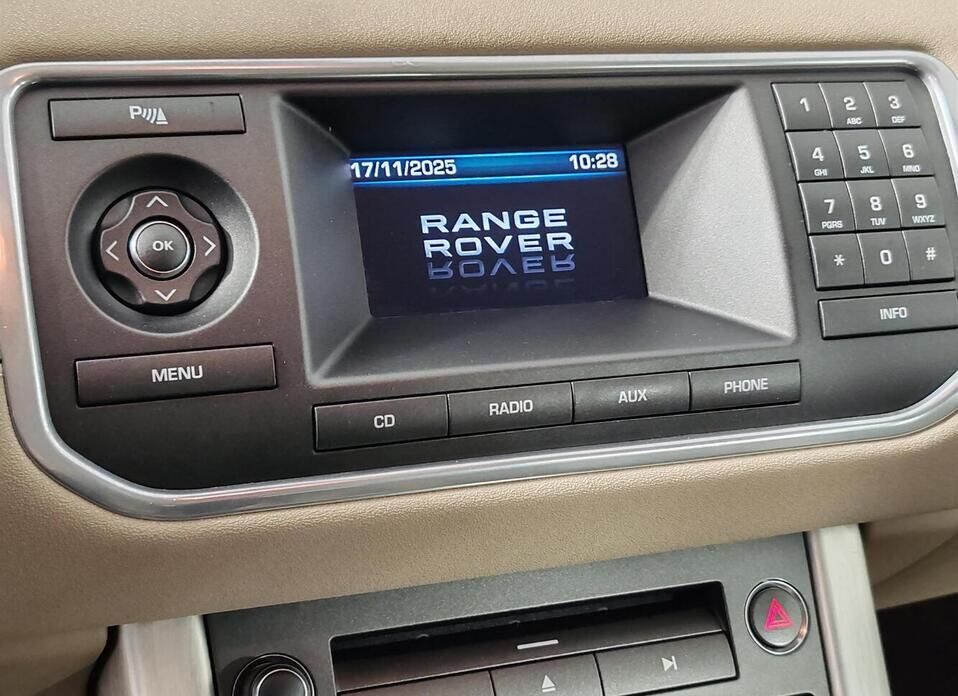 P
17/11/2025 10:28
RANGE
ROVER
OK
MENU
CD
RADIO
AUX
PHONE
1
2 ABC
3 DEF
4 GHI
5 JKL
6 MNO
7 PQRS
8 TUV
9 WXYZ
*
0
#
INFO